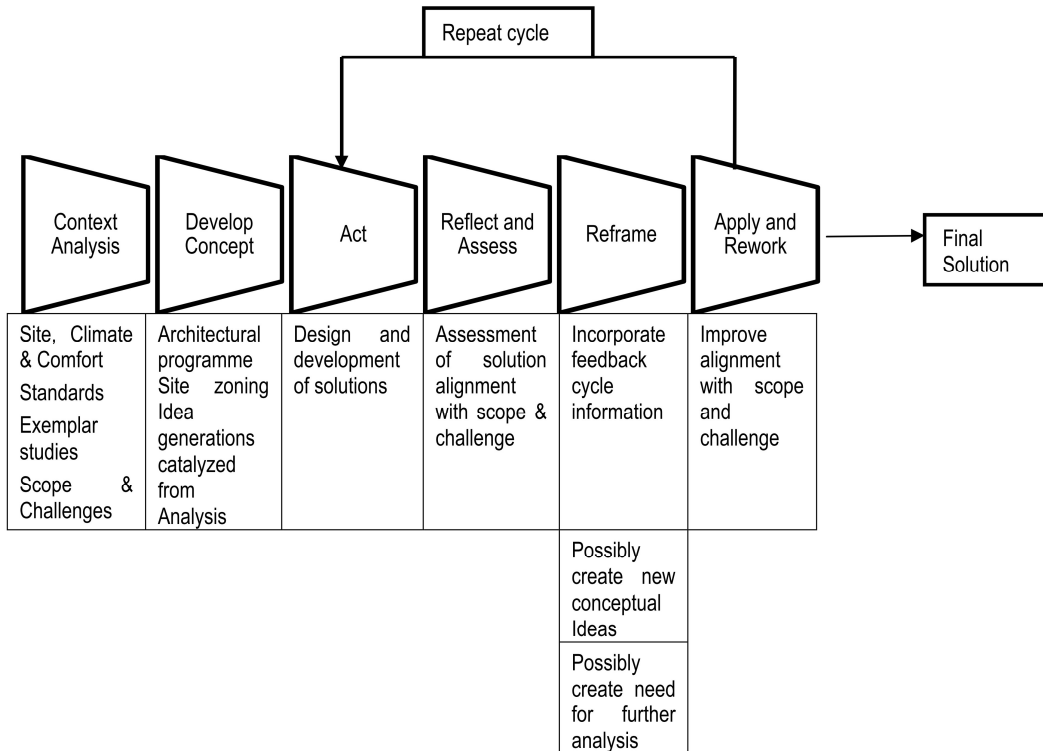 Repeat cycle
Context
Analysis
Develop
Concept
Act
Reflect and
Assess
Reframe
Apply and
Rework
Final
Solution
Site, Climate
& Comfort
Standards
Exemplar
studies
Scope &
Challenges
Architectural
programme
Site zoning
Idea
generations
catalyzed
from
Analysis
Design and
development
of solutions
Assessment
of solution
alignment
with scope &
challenge
Incorporate
feedback
cycle
information
Improve
alignment
with scope
and
challenge
Possibly
create new
conceptual
Ideas
Possibly
create need
for further
analysis